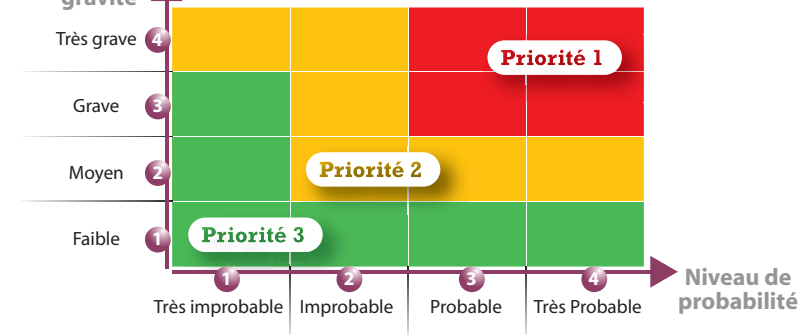 gravité
Très grave 4
Priorité 1
Grave 3
Moyen 2
Priorité 2
Faible 1
Priorité 3
1 2 3 4
Très improbable Improbable Probable Très Probable
Niveau de
probabilité